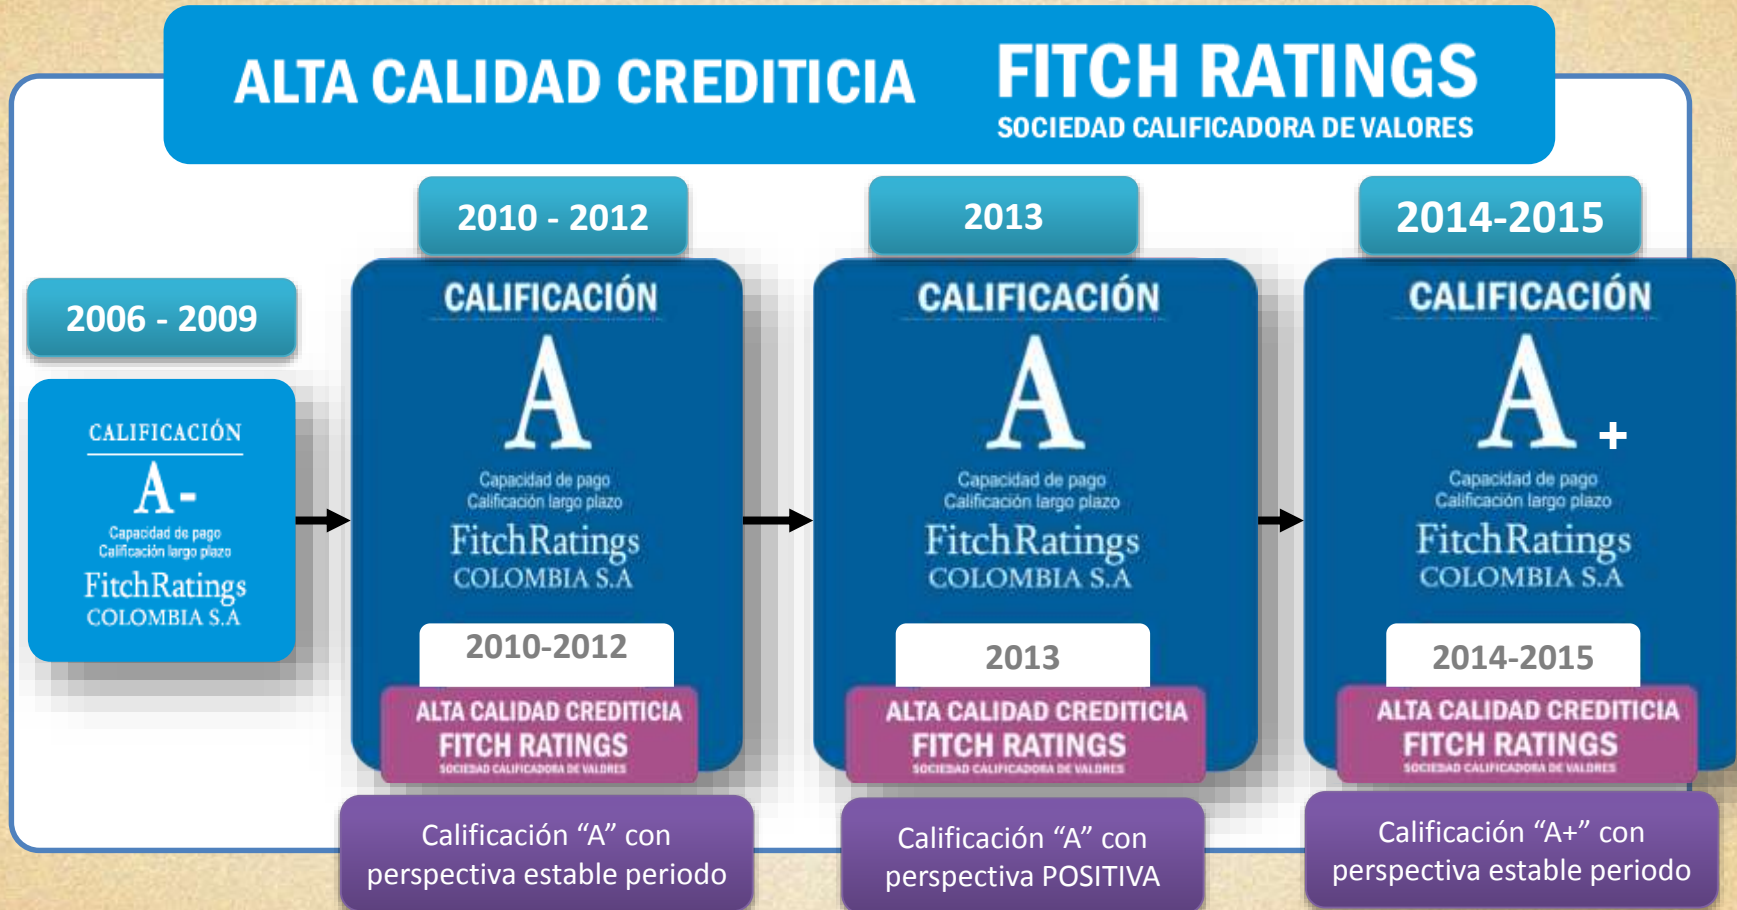 ALTA CALIDAD CREDITICIA
FITCH RATINGS
SOCIEDAD CALIFICADORA DE VALORES
2006 - 2009
CALIFICACIÓN
A-
Capacidad de pago
Calificación largo plazo
FitchRatings
COLOMBIA S.A
2010 - 2012
CALIFICACIÓN
A
Capacidad de pago
Calificación largo plazo
FitchRatings
COLOMBIA S.A
2010-2012
ALTA CALIDAD CREDITICIA
FITCH RATINGS
SOCIEDAD CALIFICADORA DE VALORES
Calificación “A” con
perspectiva estable periodo
2013
CALIFICACIÓN
A
Capacidad de pago
Calificación largo plazo
FitchRatings
COLOMBIA S.A
2013
ALTA CALIDAD CREDITICIA
FITCH RATINGS
SOCIEDAD CALIFICADORA DE VALORES
Calificación “A” con
perspectiva POSITIVA
2014-2015
CALIFICACIÓN
A +
Capacidad de pago
Calificación largo plazo
FitchRatings
COLOMBIA S.A
2014-2015
ALTA CALIDAD CREDITICIA
FITCH RATINGS
SOCIEDAD CALIFICADORA DE VALORES
Calificación “A+” con
perspectiva estable periodo